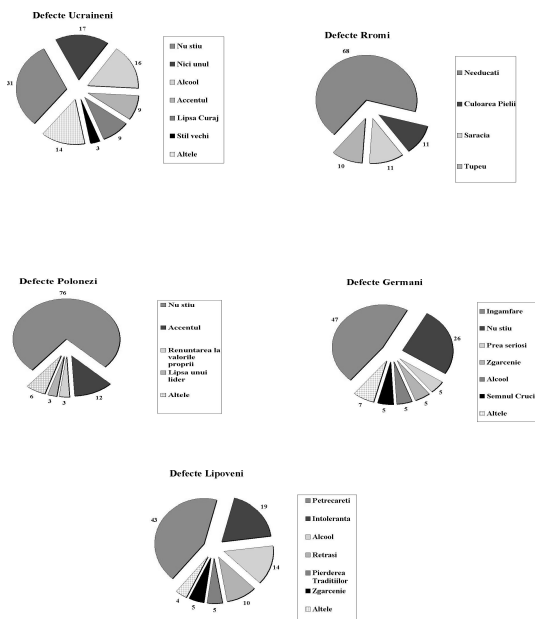 Defecte Ucraineni
17
31
16
9
9
3
14
Nu stiu
Nici unul
Alcool
Accentul
Lipsa Curaj
Stil vechi
Altele
Defecte Rromi
68
11
11
10
Needucati
Culoarea Pielii
Saracia
Tupeu
Defecte Polonezi
76
12
3
3
6
Nu stiu
Accentul
Renuntarea la
valorile
proprii
Lipsa unui
lider
Altele
Defecte Germani
47
26
5
5
5
5
7
Ingamfare
Nu stiu
Prea seriosi
Zgarcenie
Alcool
Semnul Cruci
Altele
Defecte Lipoveni
43
19
14
10
5
5
4
Petrecareti
Intoleranta
Alcool
Retrasi
Pierderea
Traditiilor
Zgarcenie
Altele